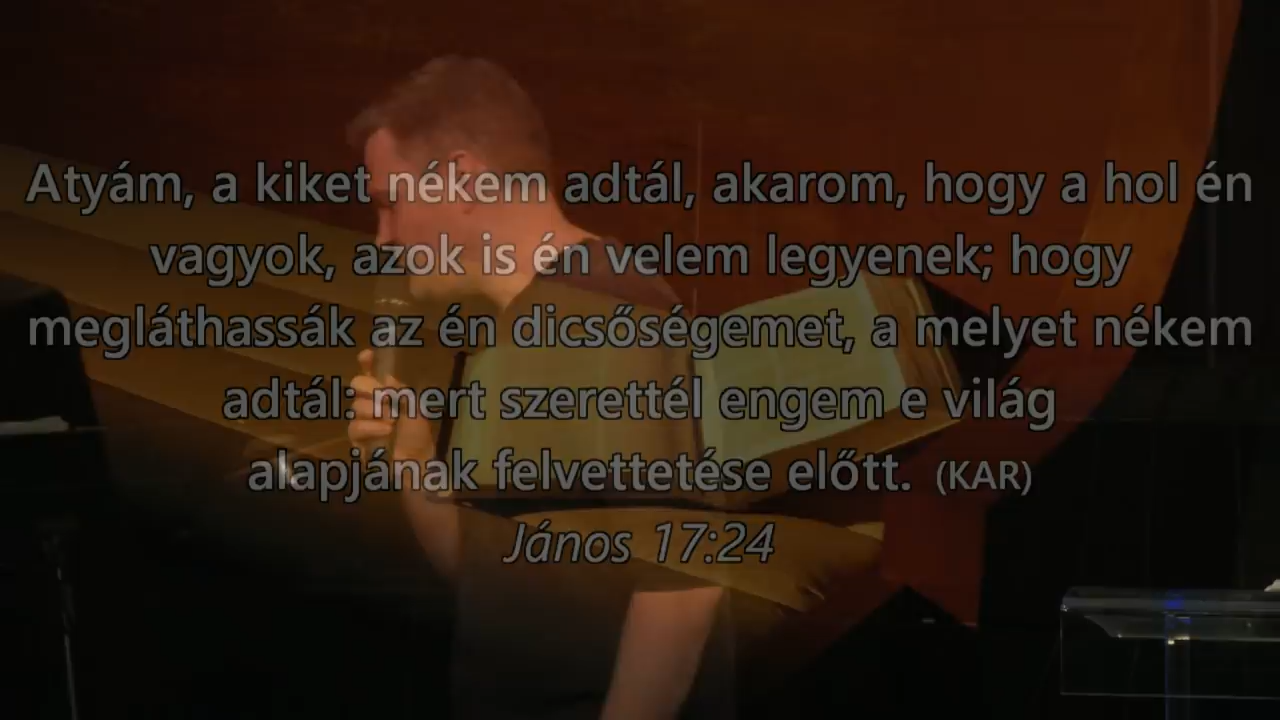 Atyám, a kiket nékem adtál, akarom, hogy a hol én
vagyok, azok is én velem legyenek; hogy
megláthassák az én dicsőségemet, a melyet nékem
adtál: mert szerettél engem e világ
alapjának felvettetése előtt. (KAR)
János 17:24